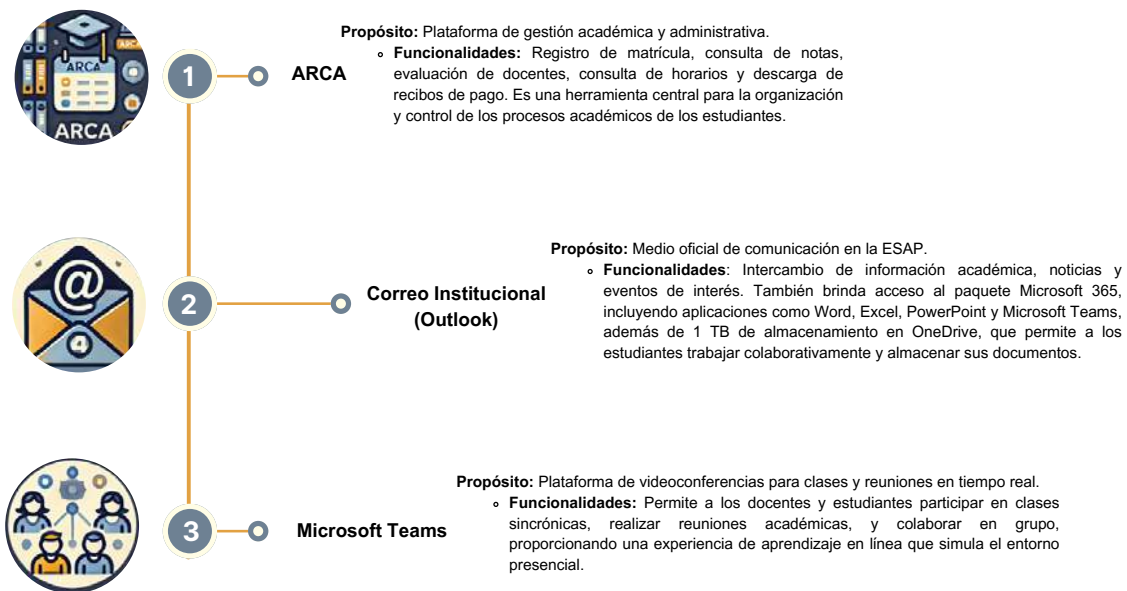 ARCA
ARCA
ARCA
1
ARCA
Propósito: Plataforma de gestión académica y administrativa.
Funcionalidades: Registro de matrícula, consulta de notas,
evaluación de docentes, consulta de horarios y descarga de
recibos de pago. Es una herramienta central para la organización
y control de los procesos académicos de los estudiantes.
@
4
2
Correo Institucional
(Outlook)
Propósito: Medio oficial de comunicación en la ESAP.
Funcionalidades: Intercambio de información académica, noticias y
eventos de interés. También brinda acceso al paquete Microsoft 365,
incluyendo aplicaciones como Word, Excel, PowerPoint y Microsoft Teams,
además de 1 TB de almacenamiento en OneDrive, que permite a los
estudiantes trabajar colaborativamente y almacenar sus documentos.
3
Microsoft Teams
Propósito: Plataforma de videoconferencias para clases y reuniones en tiempo real.
Funcionalidades: Permite a los docentes y estudiantes participar en clases
sincrónicas, realizar reuniones académicas, y colaborar en grupo,
proporcionando una experiencia de aprendizaje en línea que simula el entorno
presencial.